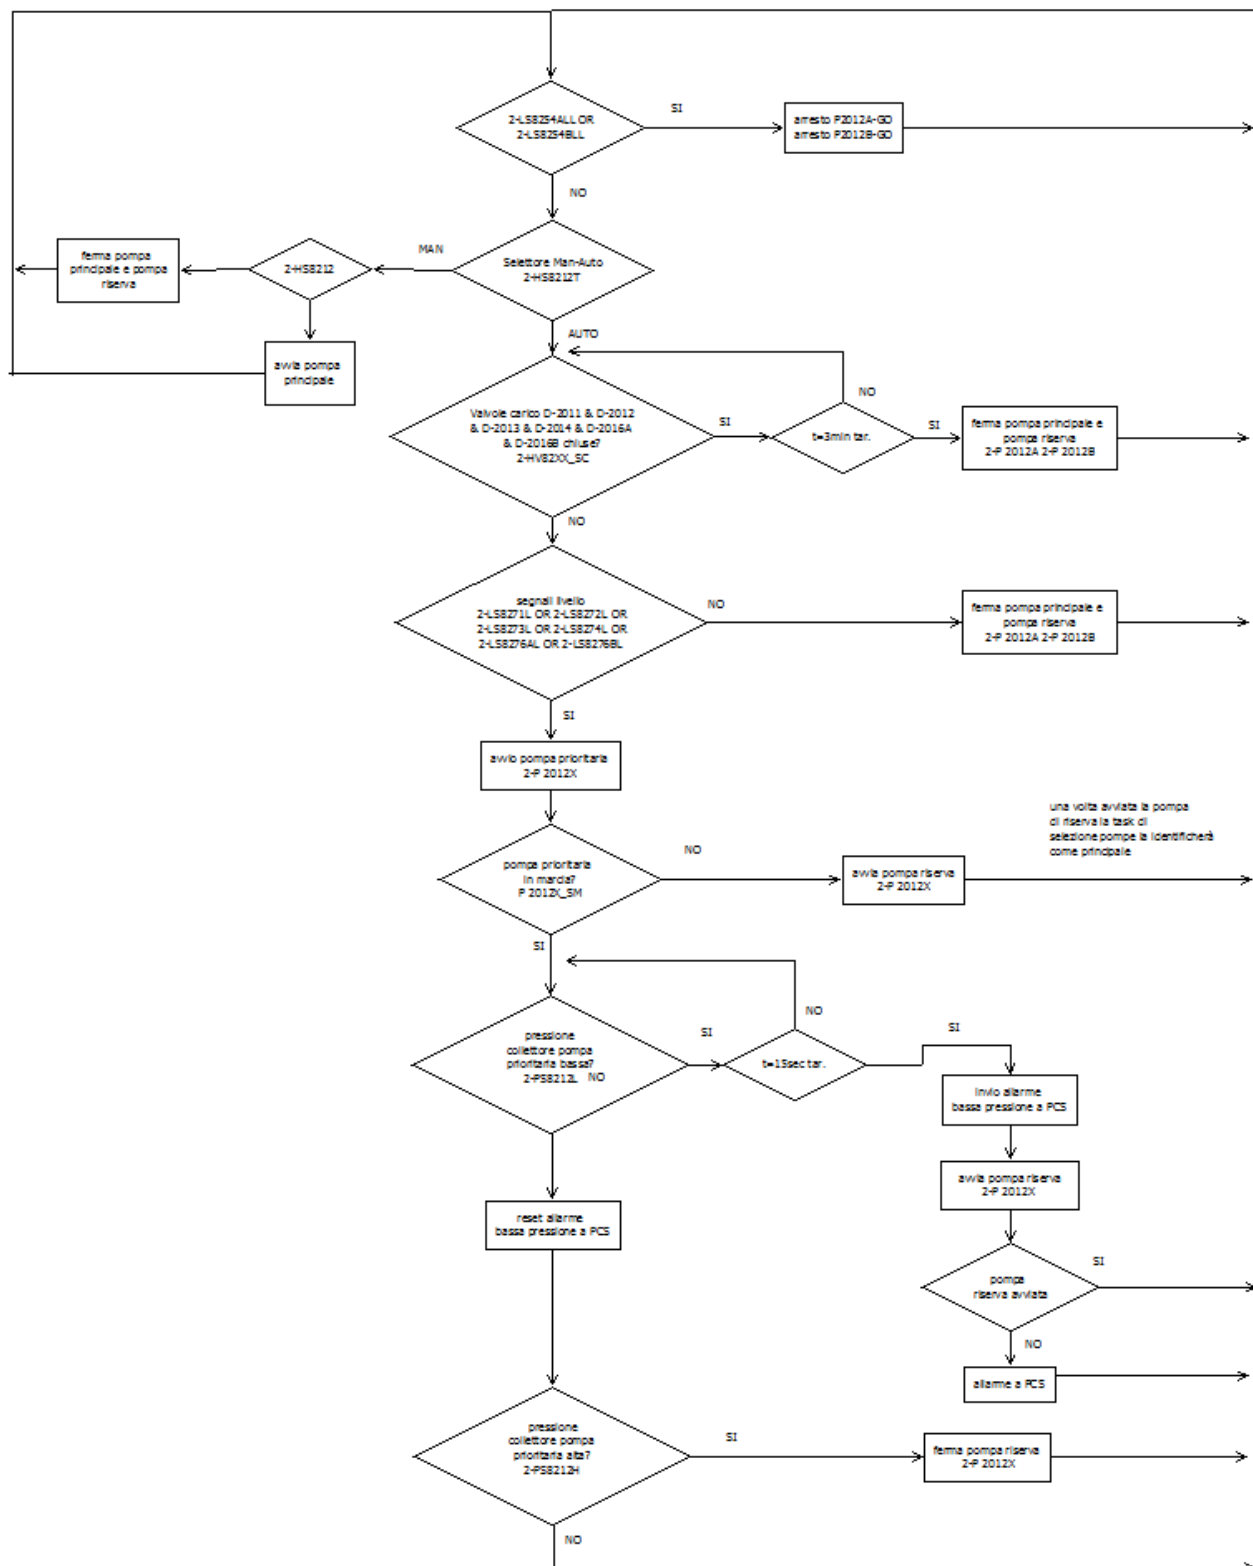 2-LS8254ALL OR
2-LS8254BLL
SI
arresto P2012A-GO
arresto P2012B-GO
NO
Selettore Man-Auto
2-HS8212T
MAN
2-HS8212
ferma pompa
principale e pompa
riserva
avvia pompa
principale
AUTO
Valvole carico D-2011 & D-2012
& D-2013 & D-2014 & D-2016A
& D-2016B chiuse?
2-HV82XX_SC
SI
t=3min tar.
NO
SI
ferma pompa principale e
pompa riserva
2-P 2012A 2-P 2012B
NO
segnali livello
2-LS8271L OR 2-LS8272L OR
2-LS8273L OR 2-LS8274L OR
2-LS8276AL OR 2-LS8276BL
NO
ferma pompa principale e
pompa riserva
2-P 2012A 2-P 2012B
SI
avvio pompa prioritaria
2-P 2012X
pompa prioritaria
in marcia?
P 2012X_SM
NO
avvia pompa riserva
2-P 2012X
una volta avviata la pompa
di riserva la task di
selezione pompe la identificherà
come principale
SI
pressione
collettore pompa
prioritaria bassa?
2-PS8212L
NO
SI
t=15sec tar.
NO
SI
invio allarme
bassa pressione a PCS
avvia pompa riserva
2-P 2012X
pompa
riserva avviata
SI
NO
allarme a PCS
reset allarme
bassa pressione a PCS
pressione
collettore pompa
prioritaria alta?
2-PS8212H
SI
ferma pompa riserva
2-P 2012X
NO